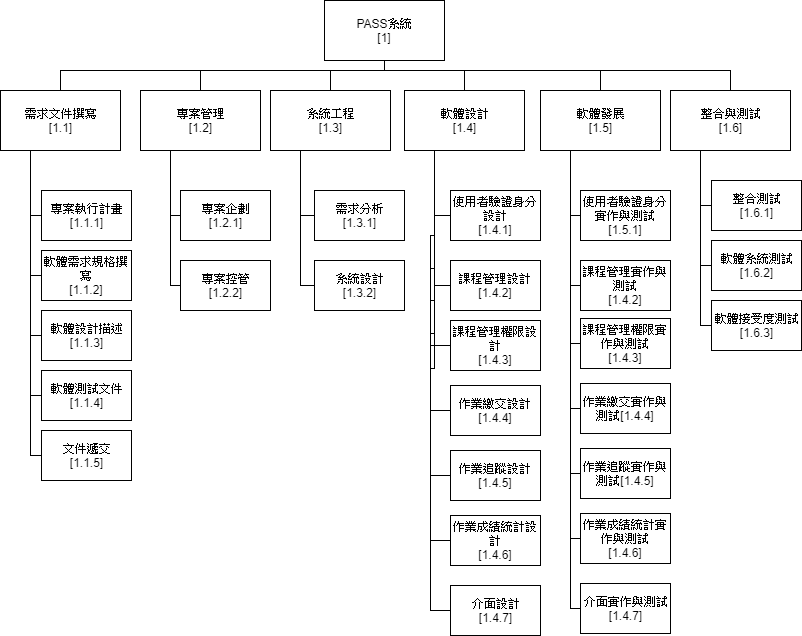 PASS系統
[1]
需求文件撰寫
[1.1]
專案管理
[1.2]
系統工程
[1.3]
軟體設計
[1.4]
軟體發展
[1.5]
整合與測試
[1.6]
專案執行計畫
[1.1.1]
軟體需求規格撰
寫
[1.1.2]
軟體設計描述
[1.1.3]
軟體測試文件
[1.1.4]
文件遞交
[1.1.5]
專案企劃
[1.2.1]
專案控管
[1.2.2]
需求分析
[1.3.1]
系統設計
[1.3.2]
使用者驗證身分
設計
[1.4.1]
課程管理設計
[1.4.2]
課程管理權限設
計
[1.4.3]
作業繳交設計
[1.4.4]
作業追蹤設計
[1.4.5]
作業成績統計設
計
[1.4.6]
介面設計
[1.4.7]
使用者驗證身分
實作與測試
[1.5.1]
課程管理實作與
測試
[1.4.2]
課程管理權限實
作與測試
[1.4.3]
作業繳交實作與
測試[1.4.4]
作業追蹤實作與
測試[1.4.5]
作業成績統計實
作與測試
[1.4.6]
介面實作與測試
[1.4.7]
整合測試
[1.6.1]
軟體系統測試
[1.6.2]
軟體接受度測試
[1.6.3]